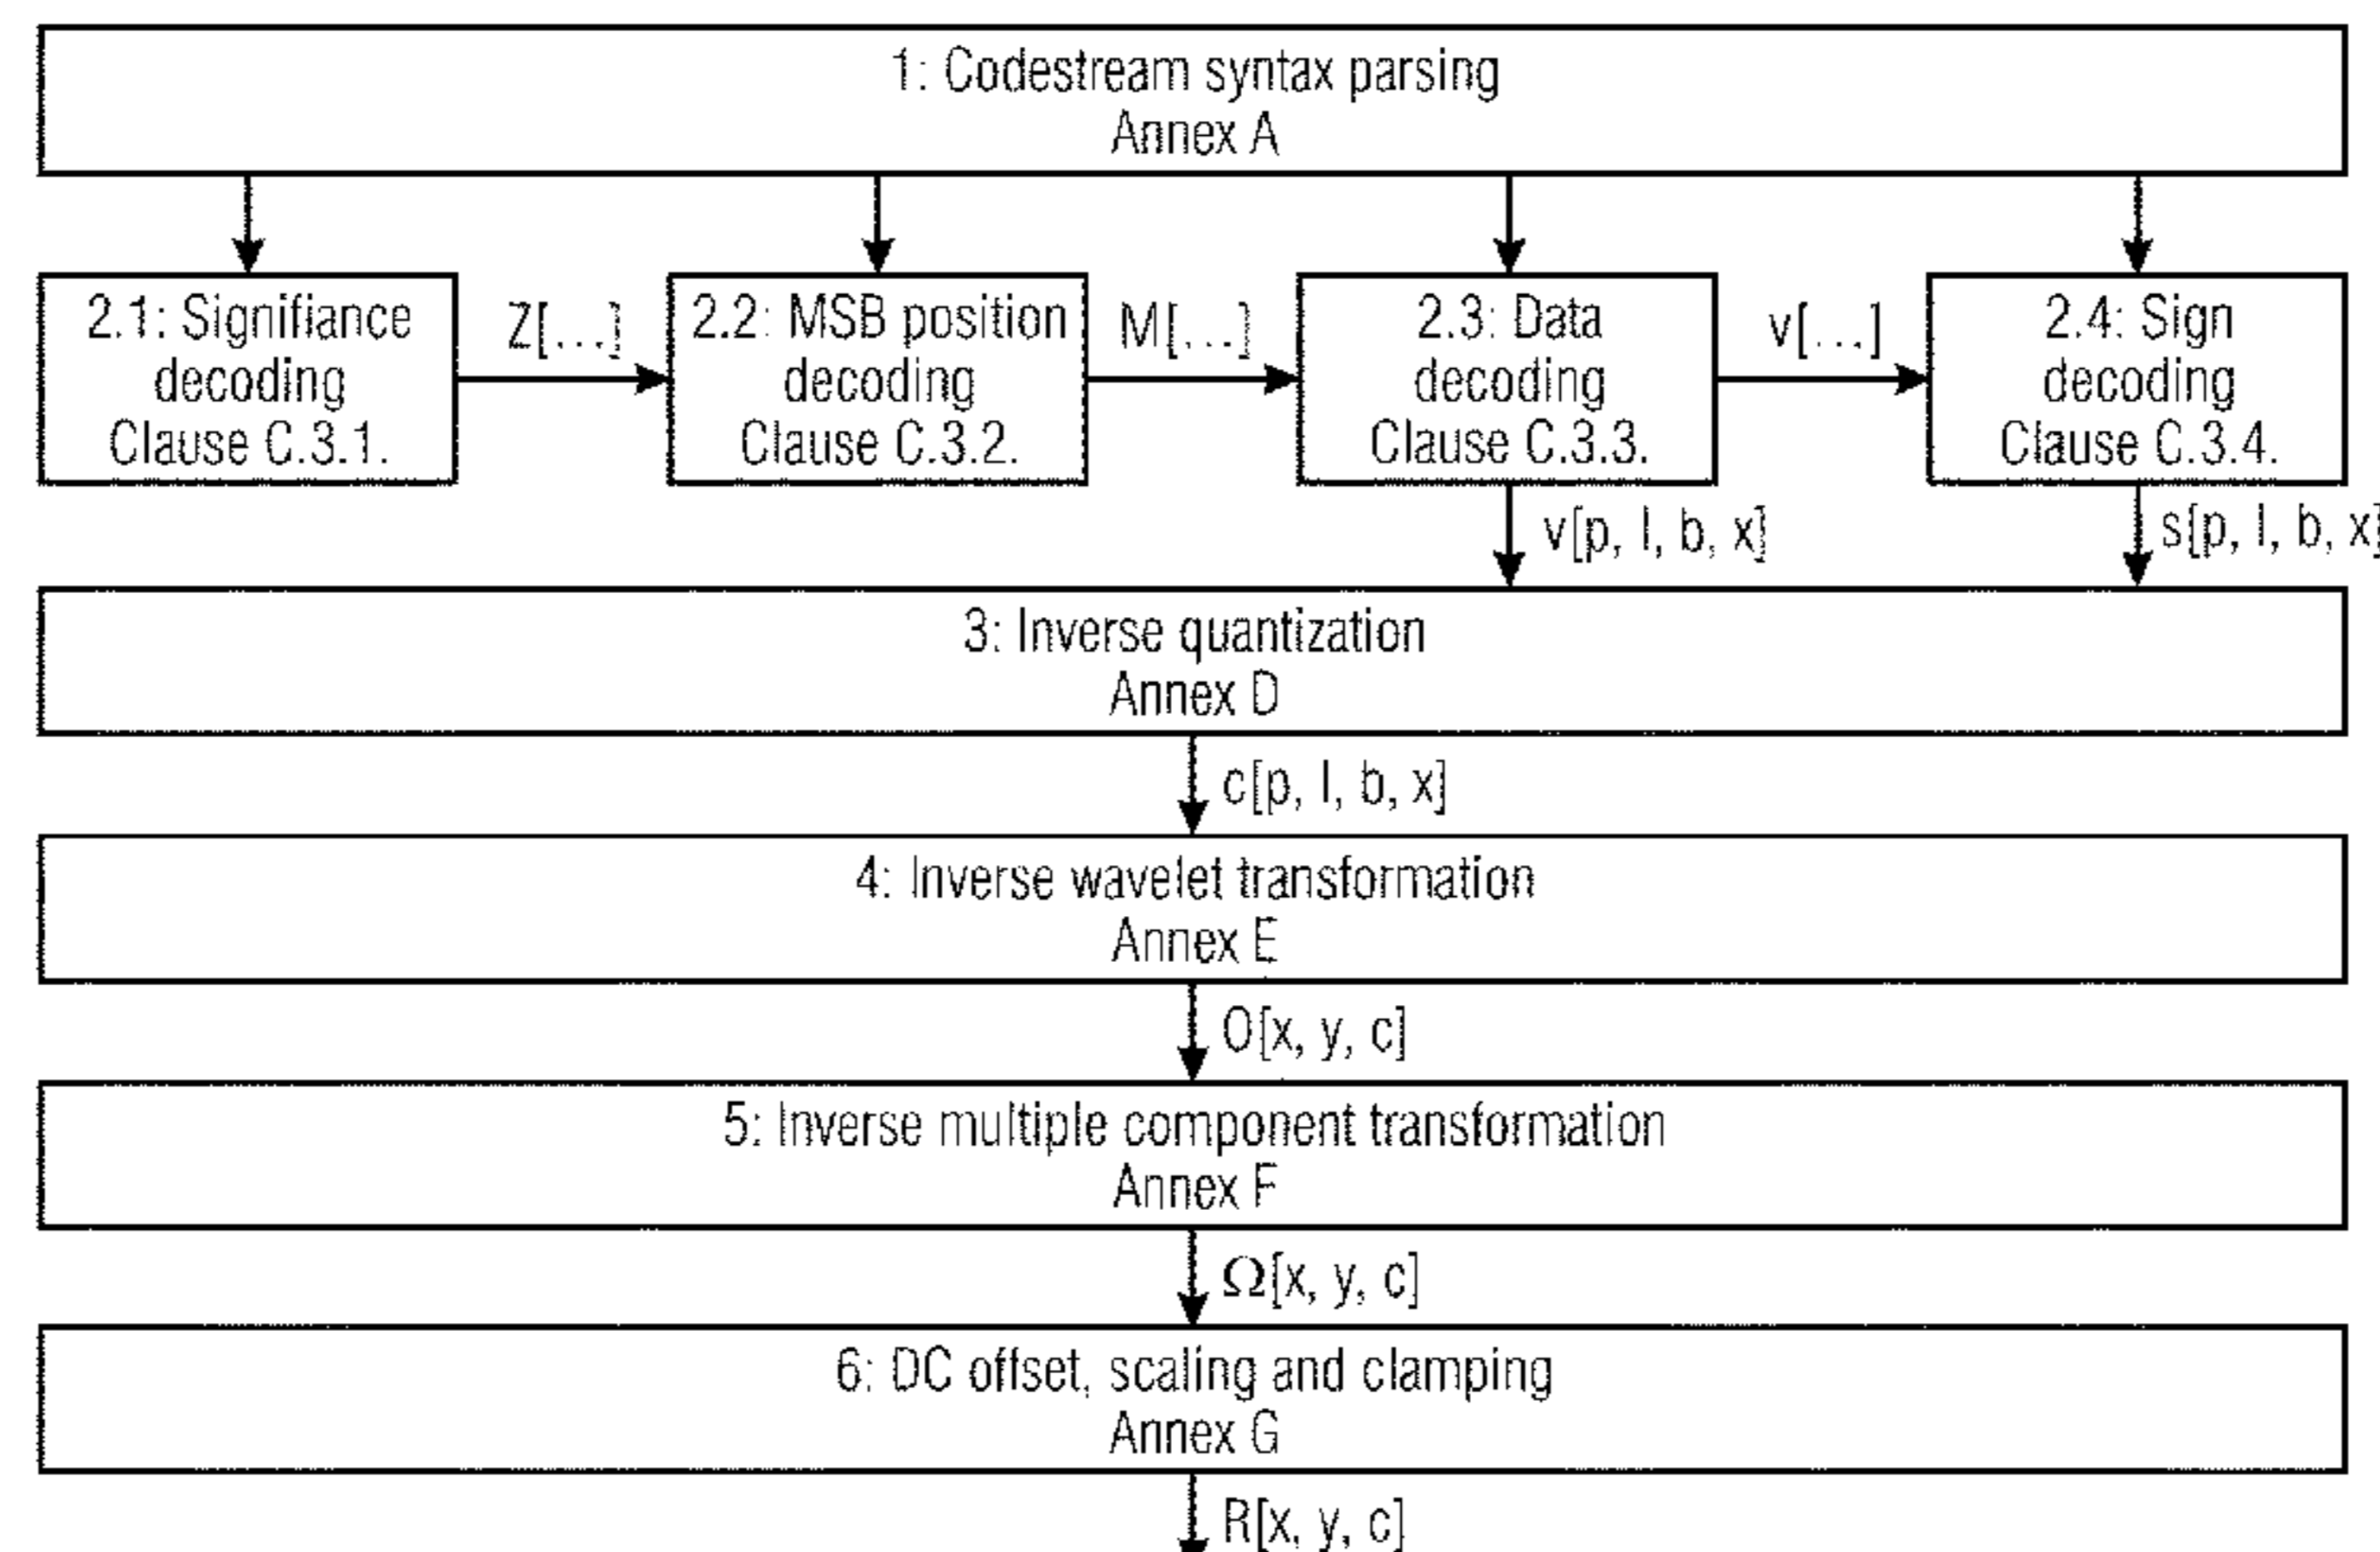 1: Codestream syntax parsing
Annex A
2.1: Signifiance
decoding
Clause C.3.1.
Z[...]
2.2: MSB position
decoding
Clause C.3.2.
M[...]
2.3: Data
decoding
Clause C.3.3.
v[...]
2.4: Sign
decoding
Clause C.3.4.
v[p, l, b, x]
s[p, l, b, x]
3: Inverse quantization
Annex D
c[p, l, b, x]
4: Inverse wavelet transformation
Annex E
O[x, y, c]
5: Inverse multiple component transformation
Annex F
Ω[x, y, c]
6: DC offset, scaling and clamping
Annex G
R[x, y, c]